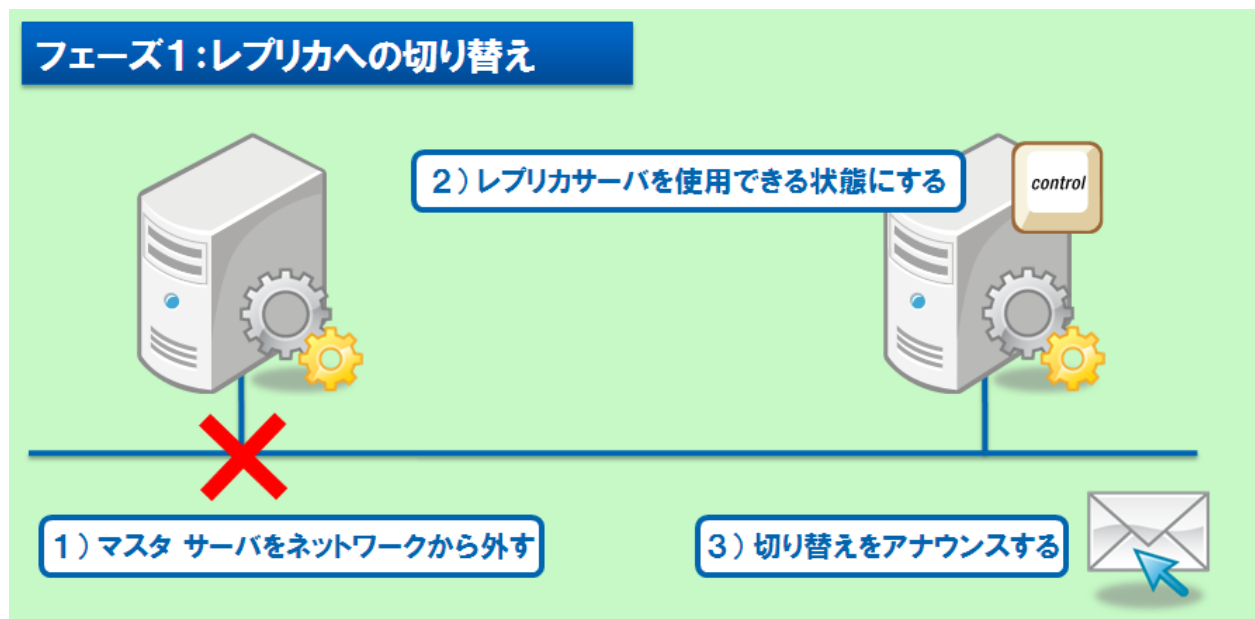 フェーズ1:レプリカへの切り替え
2）レプリカサーバを使用できる状態にする
control
1）マスタ サーバをネットワークから外す
3）切り替えをアナウンスする